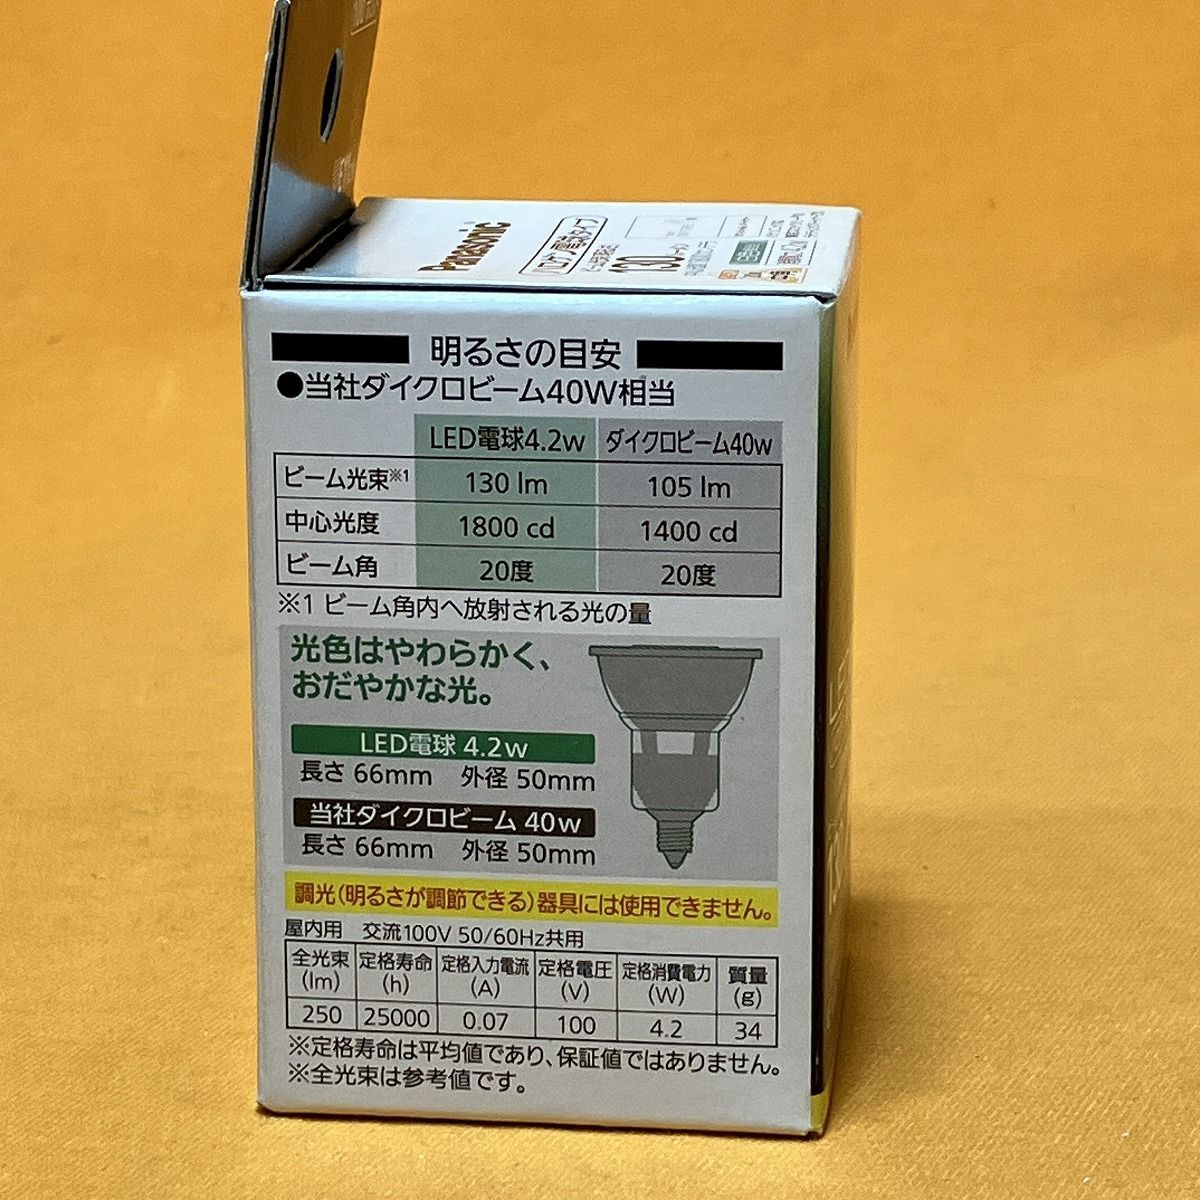 Panasonic
ハロゲン電球タイプ
130
明るさの目安
●当社ダイクロビーム40W相当
LED電球4.2w ダイクロビーム40w
ビーム光束※1 130 lm 105 lm
中心光度 1800 cd 1400 cd
ビーム角 20度 20度
※1 ビーム角内へ放射される光の量
光色はやわらかく、
おだやかな光。
LED電球 4.2w
長さ 66mm 外径 50mm
当社ダイクロビーム 40w
長さ 66mm 外径 50mm
調光(明るさが調節できる)器具には使用できません。
屋内用 交流100V 50/60Hz共用
全光束 定格寿命 定格入力電流 定格電圧 定格消費電力 質量
(lm) (h) (A) (V) (W) (g)
250 25000 0.07 100 4.2 34
※定格寿命は平均値であり、保証値ではありません。
※全光束は参考値です。